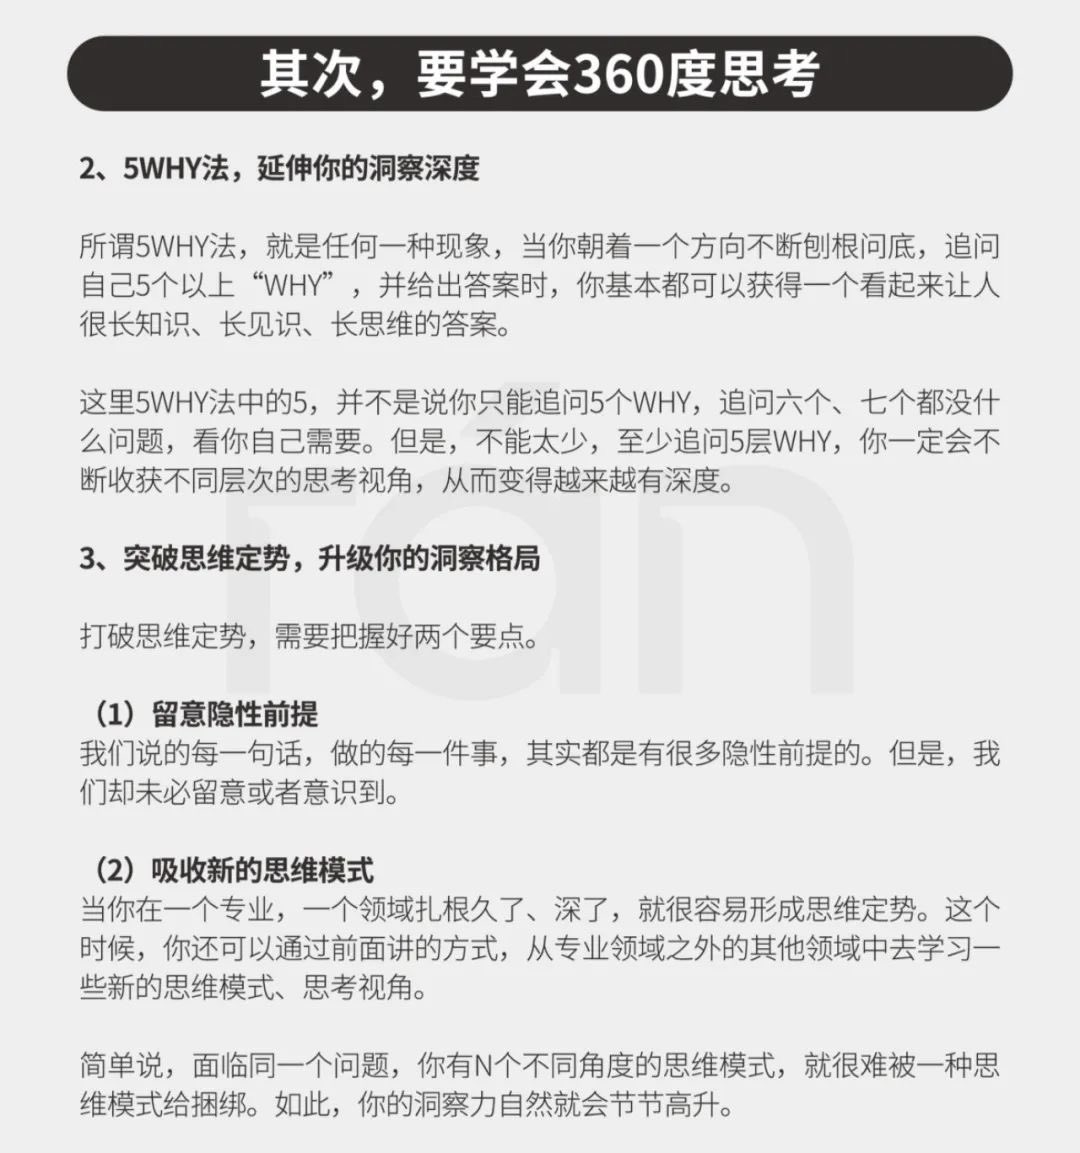 其次，要学会360度思考
2、5WHY法，延伸你的洞察深度
所谓5WHY法，就是任何一种现象，当你朝着一个方向不断刨根问底，追问
自己5个以上“WHY”，并给出答案时，你基本都可以获得一个看起来让人
很长知识、长见识、长思维的答案。
这里5WHY法中的5，并不是说你只能追问5个WHY，追问六个、七个都没什
么问题，看你自己需要。但是，不能太少，至少追问5层WHY，你一定会不
断收获不同层次的思考视角，从而变得越来越有深度。
3、突破思维定势，升级你的洞察格局
打破思维定势，需要把握好两个要点。
（1）留意隐性前提
我们说的每一句话，做的每一件事，其实都是有很多隐性前提的。但是，我
们却未必留意或者意识到。
（2）吸收新的思维模式
当你在一个专业，一个领域扎根久了、深了，就很容易形成思维定势。这个
时候，你还可以通过前面讲的方式，从专业领域之外的其他领域中去学习一
些新的思维模式、思考视角。
简单说，面临同一个问题，你有N个不同角度的思维模式，就很难被一种思
维模式给捆绑。如此，你的洞察力自然就会节节高升。
rán